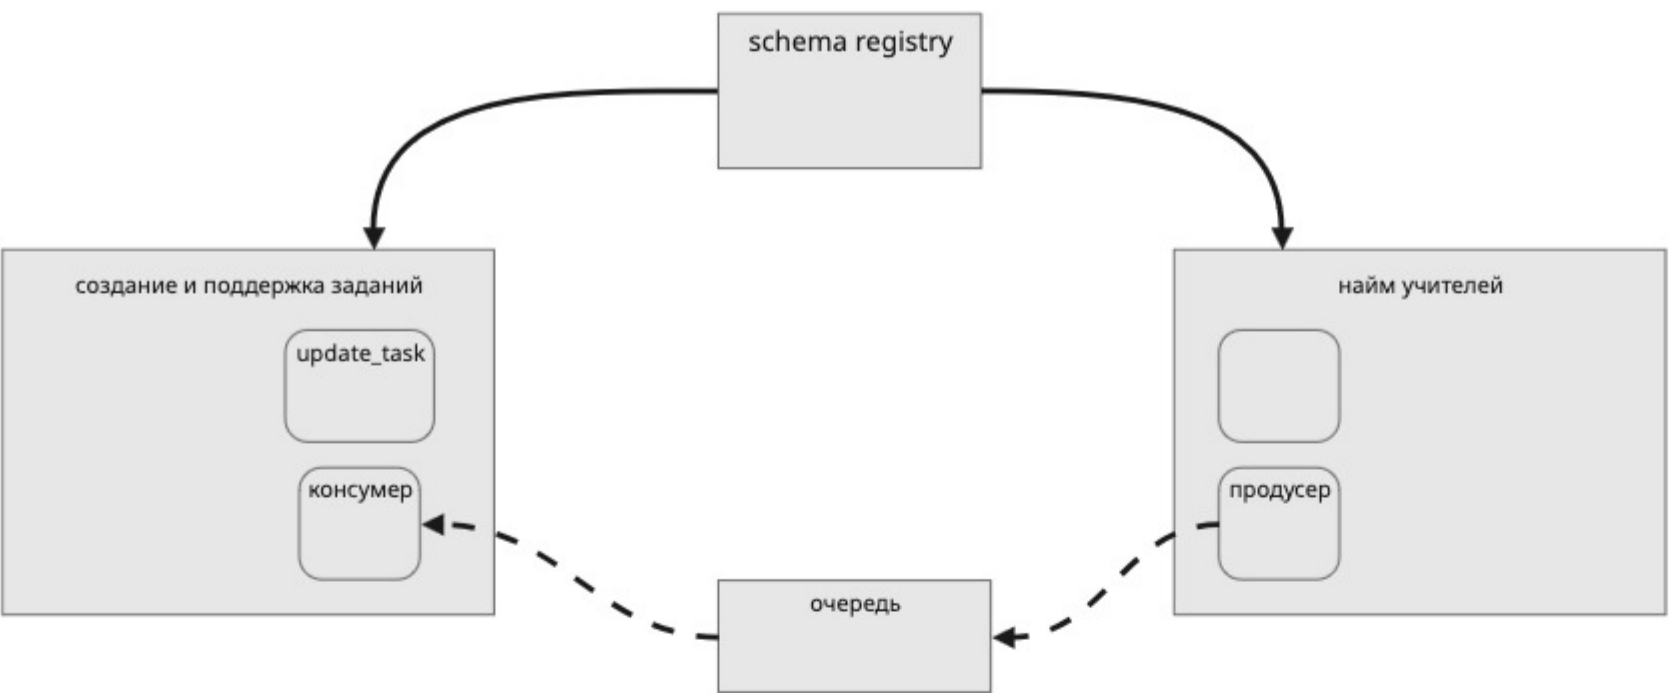 schema registry
создание и поддержка заданий
найм учителей
update_task
консумер
продусер
очередь